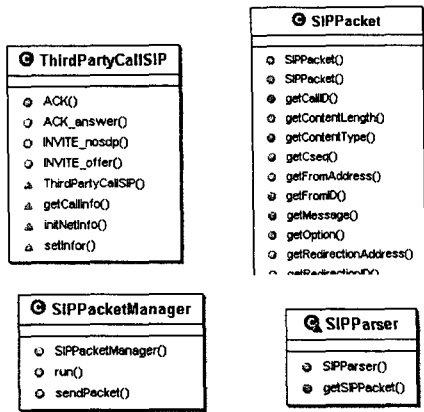 ThirdPartyCallSIP
ACK()
ACK_answer()
INVITE_nosdp()
INVITE_offer()
ThirdPartyCallSIP()
getCallInfo()
initNetInfo()
setInfor()
SIPPacket
SIPPacket()
SIPPacket()
getCallID()
getContentLength()
getContentType()
getCseq()
getFromAddress()
getFromID()
getMessage()
getOption()
getRedirectionAddress()
getRedirectionID()
SIPPacketManager
SIPPacketManager()
run()
sendPacket()
SIPParser
SIPParser()
getSIPPacket()